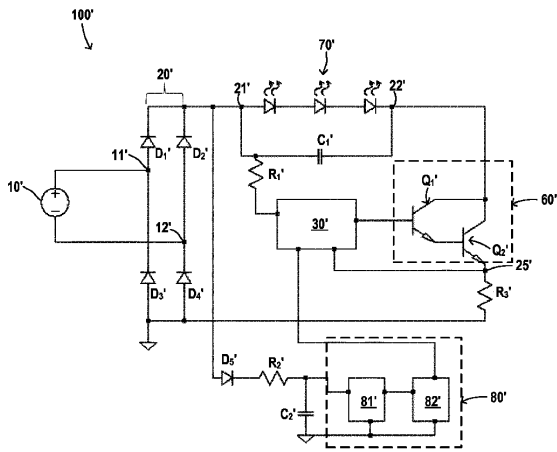 100'
70'
20'
21'
22'
D1'
D2'
C1'
11'
R1'
Q1'
10'
+
−
30'
60'
12'
Q2'
25'
D3'
D4'
R3'
D5'
R2'
80'
81'
82'
C2'